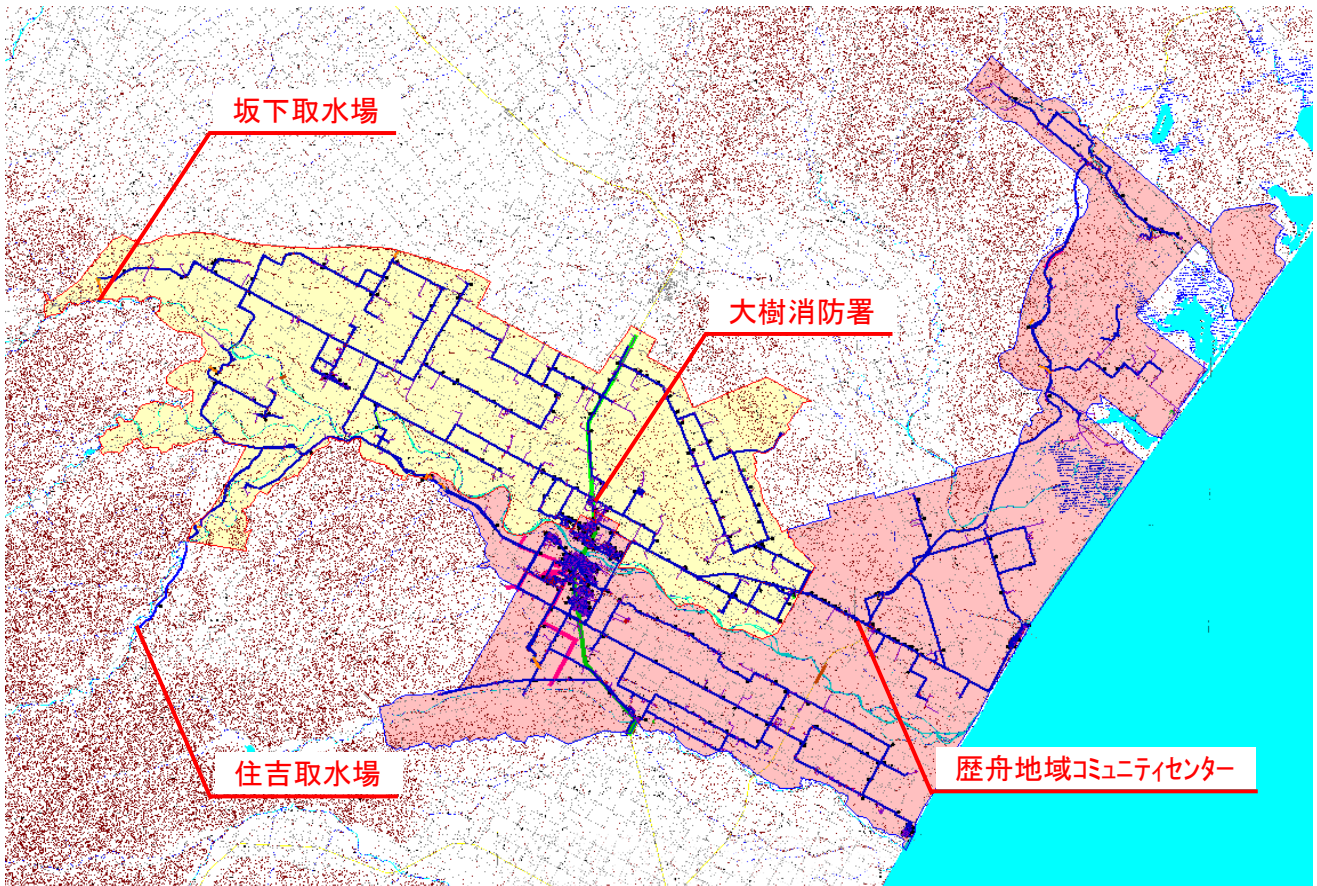 坂下取水場
大樹消防署
住吉取水場
歴舟地域コミュニティセンター